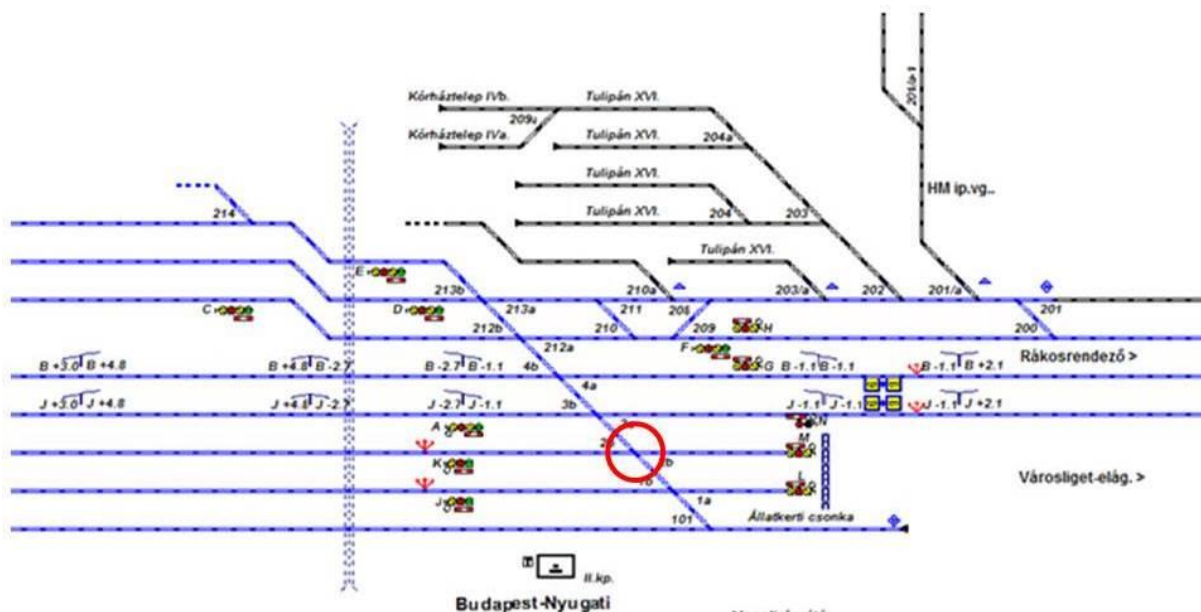 Kórháztelep IVb.
Tulipán XVI.
209u
201/a-1
Kórháztelep IVa.
Tulipán XVI.
204a
HM ip.vg..
Tulipán XVI.
214
Tulipán XVI.
204
203
Tulipán XVI.
E
213b
210a
203/a
202
201/a
C
D
213a
211
208
201
212b
210
209
H
200
212a
F
Rákosrendező >
B +3.0 B +4.8
B +4.8 B -2.7
B -2.7 B -1.1
4b
G
B -1.1 B -1.1
B -1.1 B +2.1
4a
J +3.0 J +4.8
J +4.8 J -2.7
J -2.7 J -1.1
3b
J -1.1 J -1.1
J -1.1 J +2.1
A
N
M
K
L
Városliget-elág. >
J
1a
101
Állatkerti csonka
II.kp.
Budapest-Nyugati